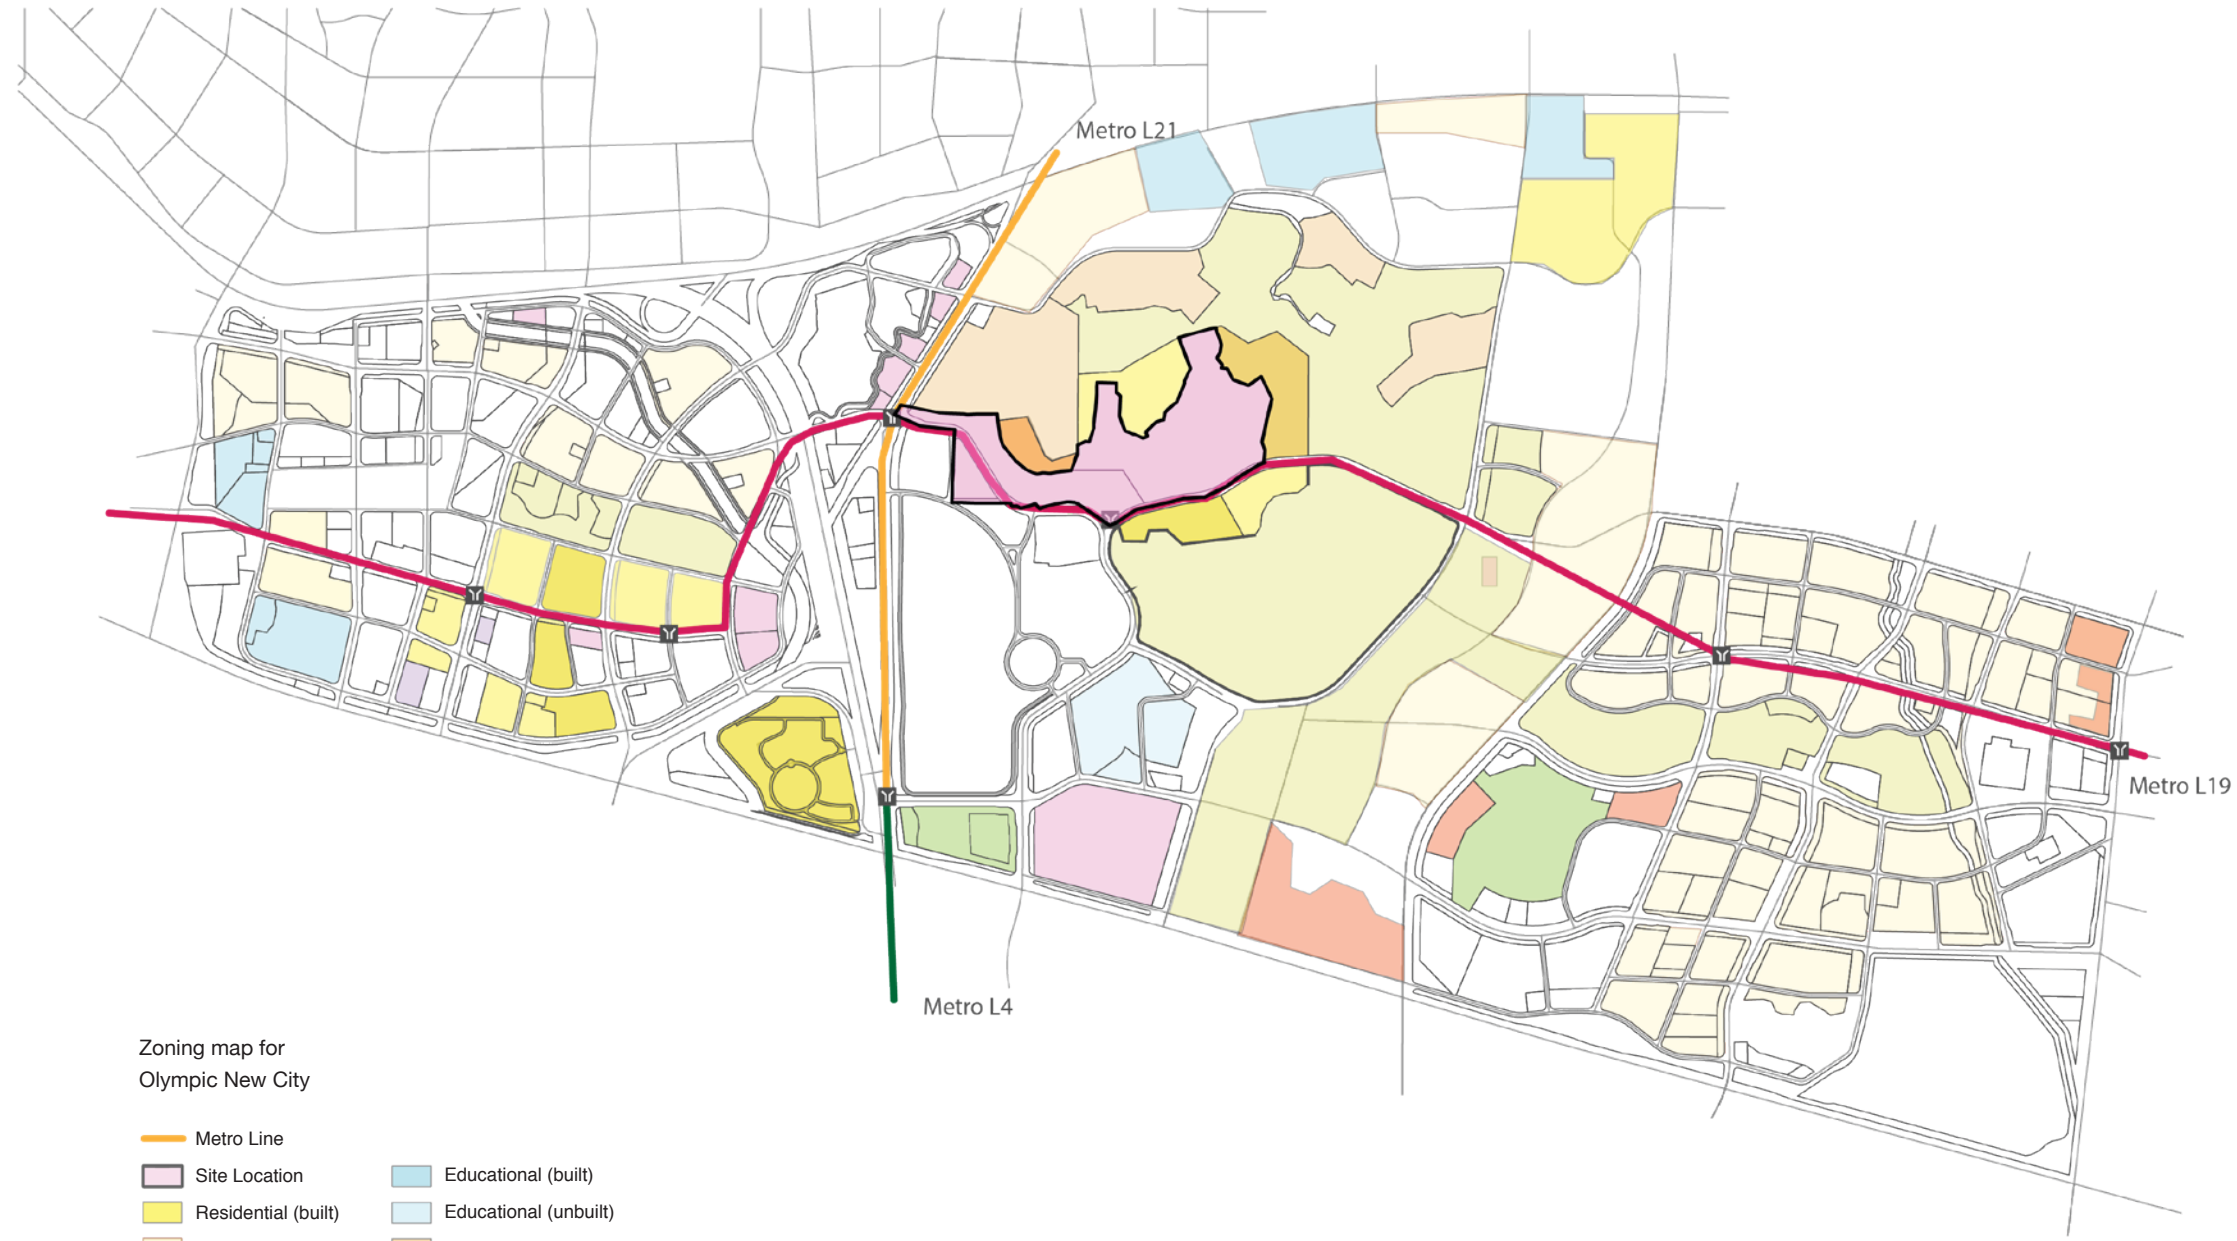 Metro L21
Metro L19
Metro L4
Zoning map for
Olympic New City
Metro Line
Site Location
Educational (built)
Residential (built)
Educational (unbuilt)